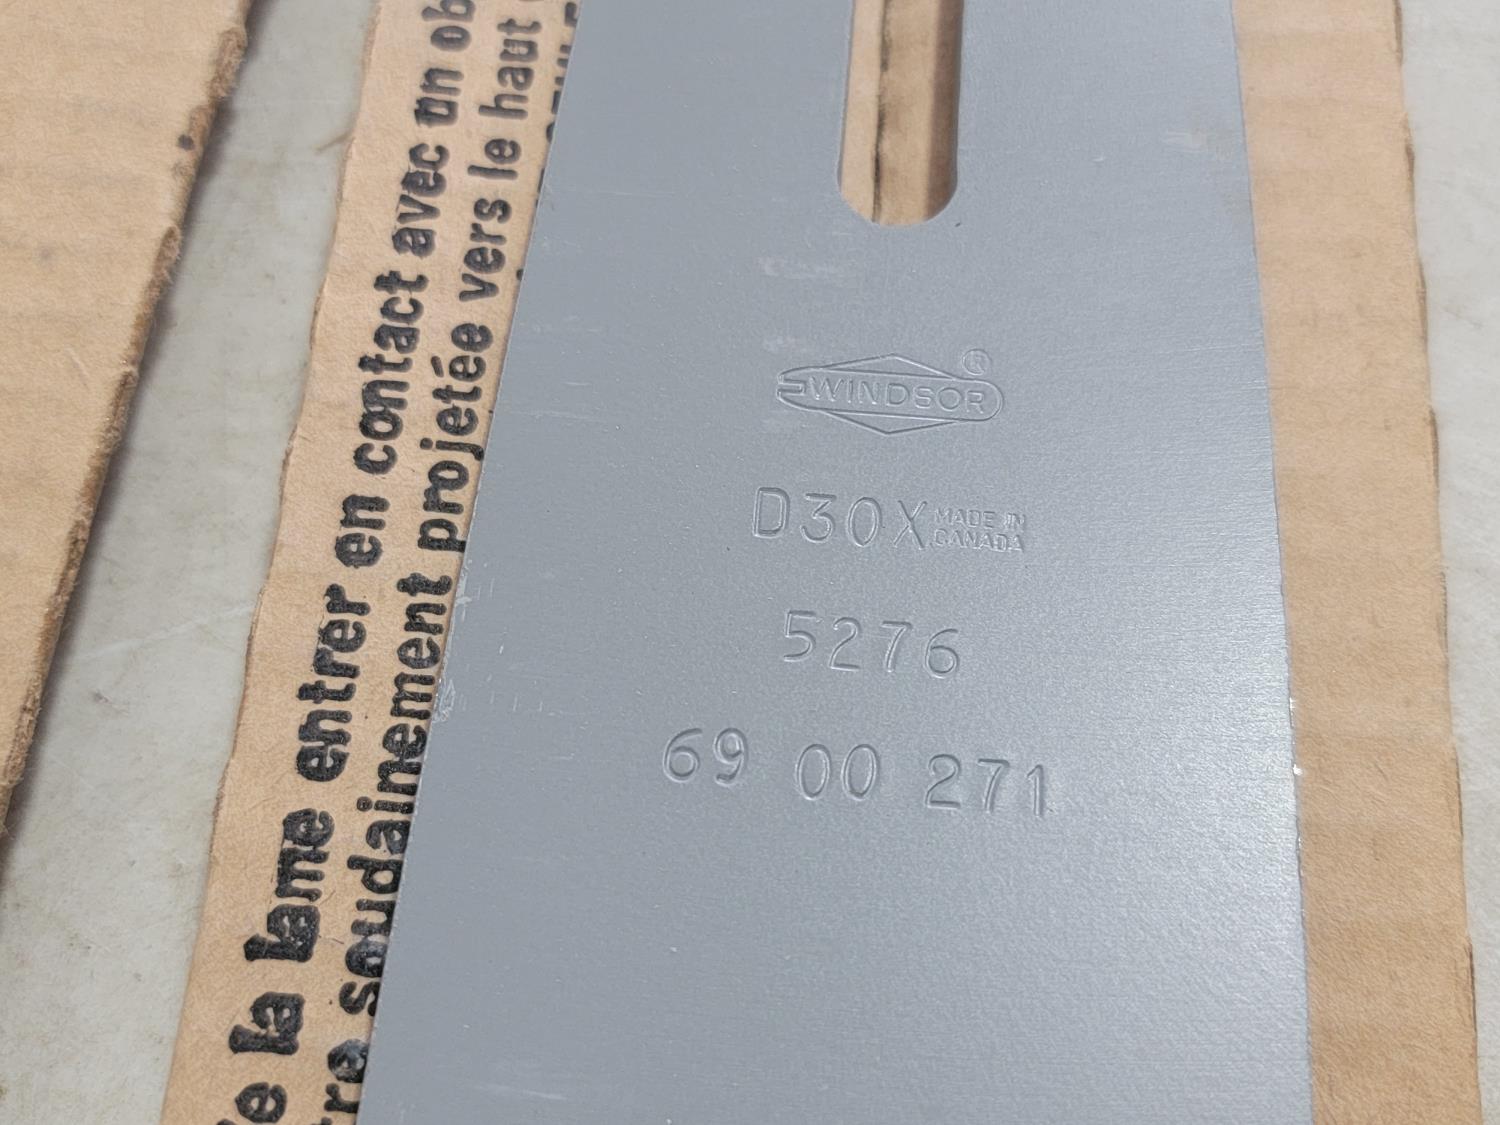 WINDSOR ®
D30X MADE IN
CANADA
5276
69 00 271
de la lame entrer en contact avec un
soudainement projetée vers le haut